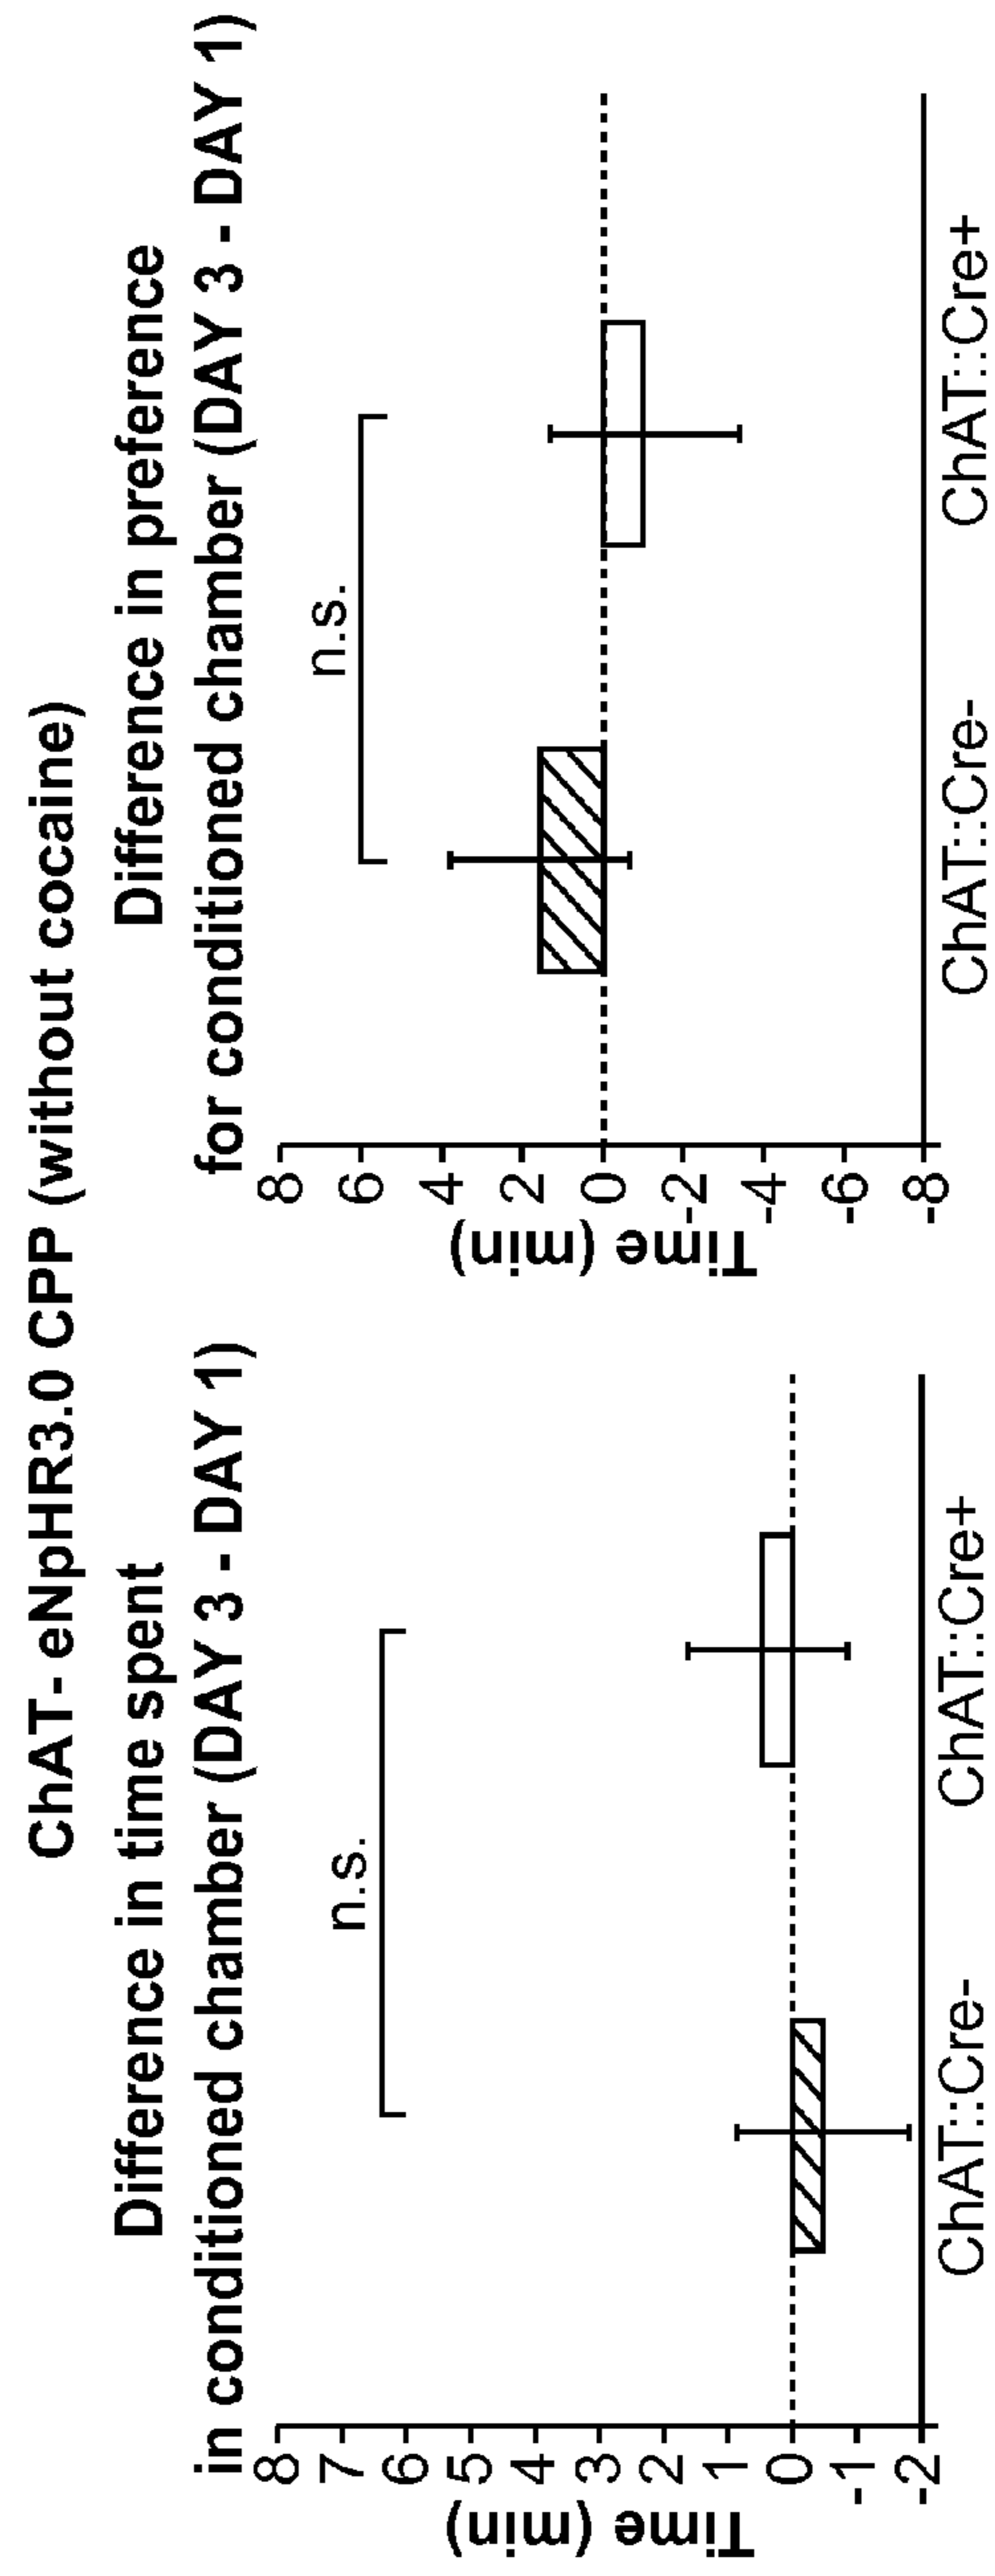 ChAT- eNpHR3.0 CPP (without cocaine)
Difference in time spent
in conditioned chamber (DAY 3 - DAY 1)
Time (min)
8
7
6
5
4
3
2
1
0
-1
-2
n.s.
ChAT::Cre-
ChAT::Cre+
Difference in preference
for conditioned chamber (DAY 3 - DAY 1)
Time (min)
8
6
4
2
0
-2
-4
-6
-8
n.s.
ChAT::Cre-
ChAT::Cre+